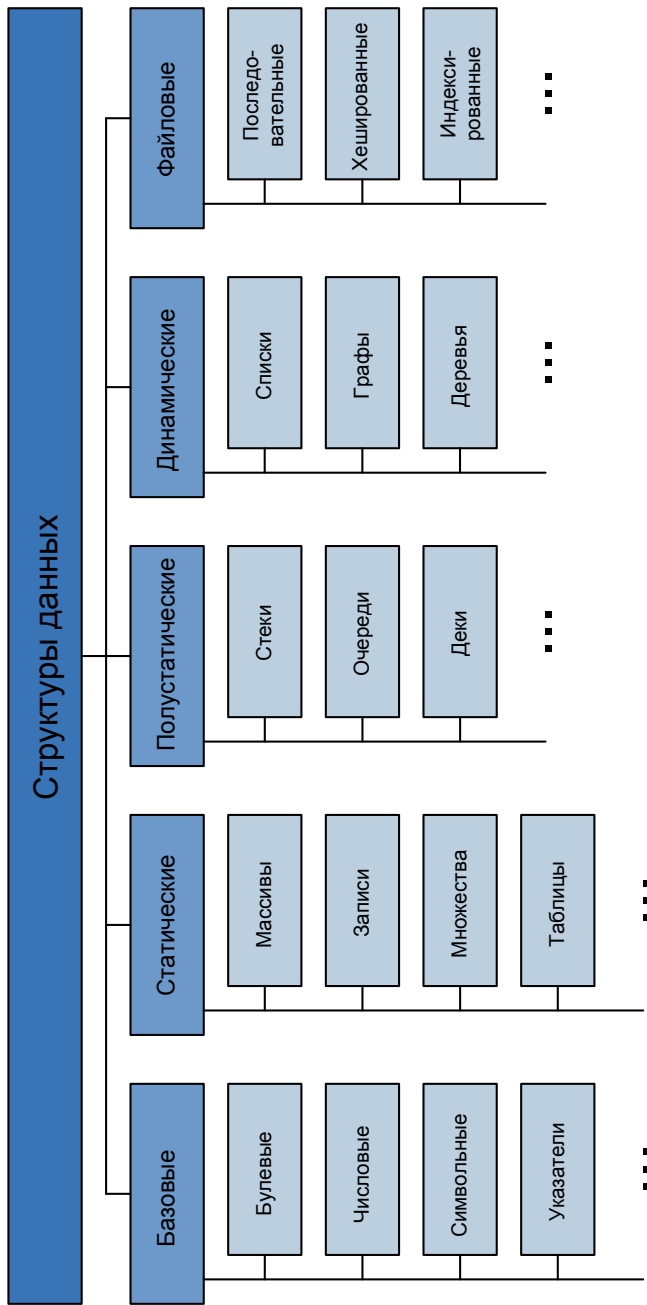 Структуры данных
Базовые
Булевые
Числовые
Символьные
Указатели
...
Статические
Массивы
Записи
Множества
Таблицы
...
Полустатические
Стеки
Очереди
Деки
...
Динамические
Списки
Графы
Деревья
...
Файловые
Последо-
вательные
Хешированные
Индекси-
рованные
...